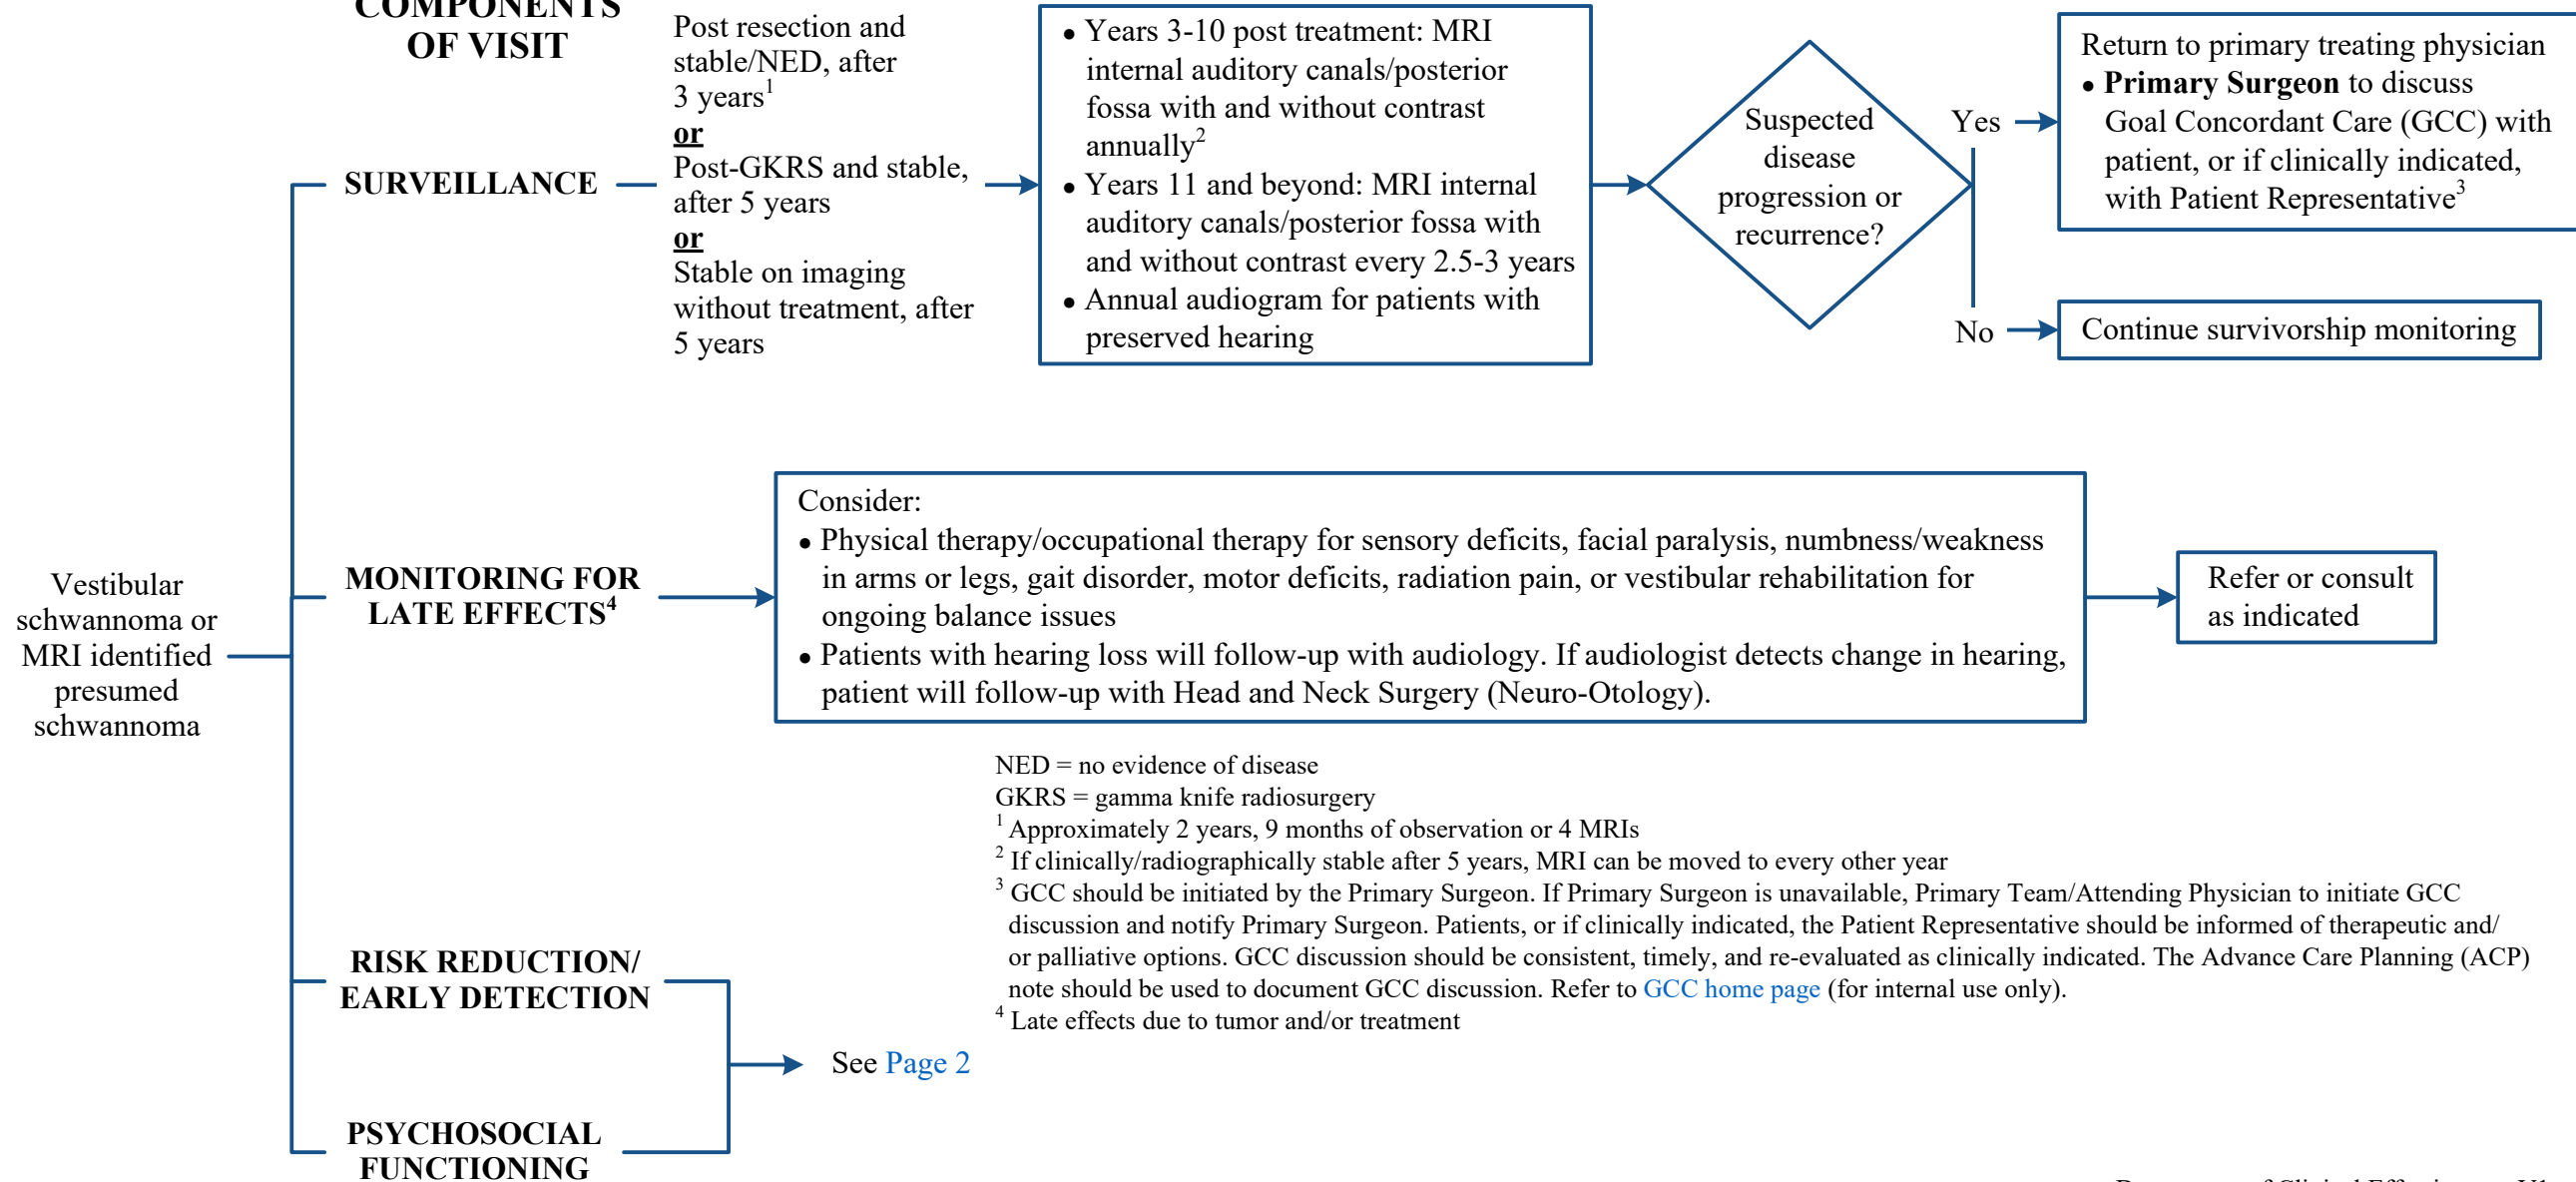 COMPONENTS
OF VISIT
Vestibular
schwannoma or
MRI identified
presumed
schwannoma
SURVEILLANCE
Post resection and
stable/NED, after
3 years1
or
Post-GKRS and stable,
after 5 years
or
Stable on imaging
without treatment, after
5 years
• Years 3-10 post treatment: MRI
internal auditory canals/posterior
fossa with and without contrast
annually2
• Years 11 and beyond: MRI internal
auditory canals/posterior fossa with
and without contrast every 2.5-3 years
• Annual audiogram for patients with
preserved hearing
Suspected
disease
progression or
recurrence?
Yes
Return to primary treating physician
• Primary Surgeon to discuss
Goal Concordant Care (GCC) with
patient, or if clinically indicated,
with Patient Representative3
No
Continue survivorship monitoring
MONITORING FOR
LATE EFFECTS4
Consider:
• Physical therapy/occupational therapy for sensory deficits, facial paralysis, numbness/weakness
in arms or legs, gait disorder, motor deficits, radiation pain, or vestibular rehabilitation for
ongoing balance issues
• Patients with hearing loss will follow-up with audiology. If audiologist detects change in hearing,
patient will follow-up with Head and Neck Surgery (Neuro-Otology).
Refer or consult
as indicated
RISK REDUCTION/
EARLY DETECTION
PSYCHOSOCIAL
FUNCTIONING
See Page 2
NED = no evidence of disease
GKRS = gamma knife radiosurgery
1 Approximately 2 years, 9 months of observation or 4 MRIs
2 If clinically/radiographically stable after 5 years, MRI can be moved to every other year
3 GCC should be initiated by the Primary Surgeon. If Primary Surgeon is unavailable, Primary Team/Attending Physician to initiate GCC
discussion and notify Primary Surgeon. Patients, or if clinically indicated, the Patient Representative should be informed of therapeutic and/
or palliative options. GCC discussion should be consistent, timely, and re-evaluated as clinically indicated. The Advance Care Planning (ACP)
note should be used to document GCC discussion. Refer to GCC home page (for internal use only).
4 Late effects due to tumor and/or treatment